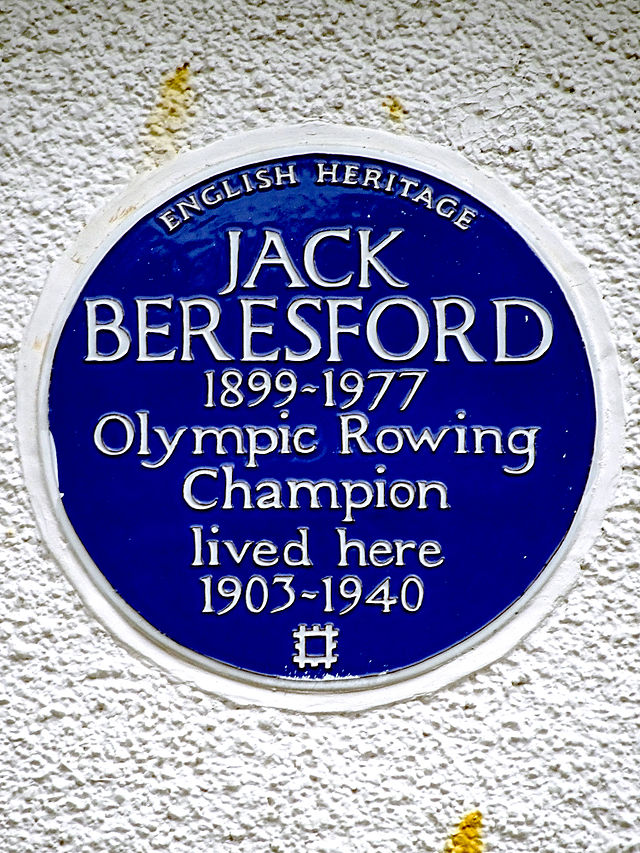 ENGLISH HERITAGE
JACK
BERESFORD
1899~1977
Olympic Rowing
Champion
lived here
1903~1940